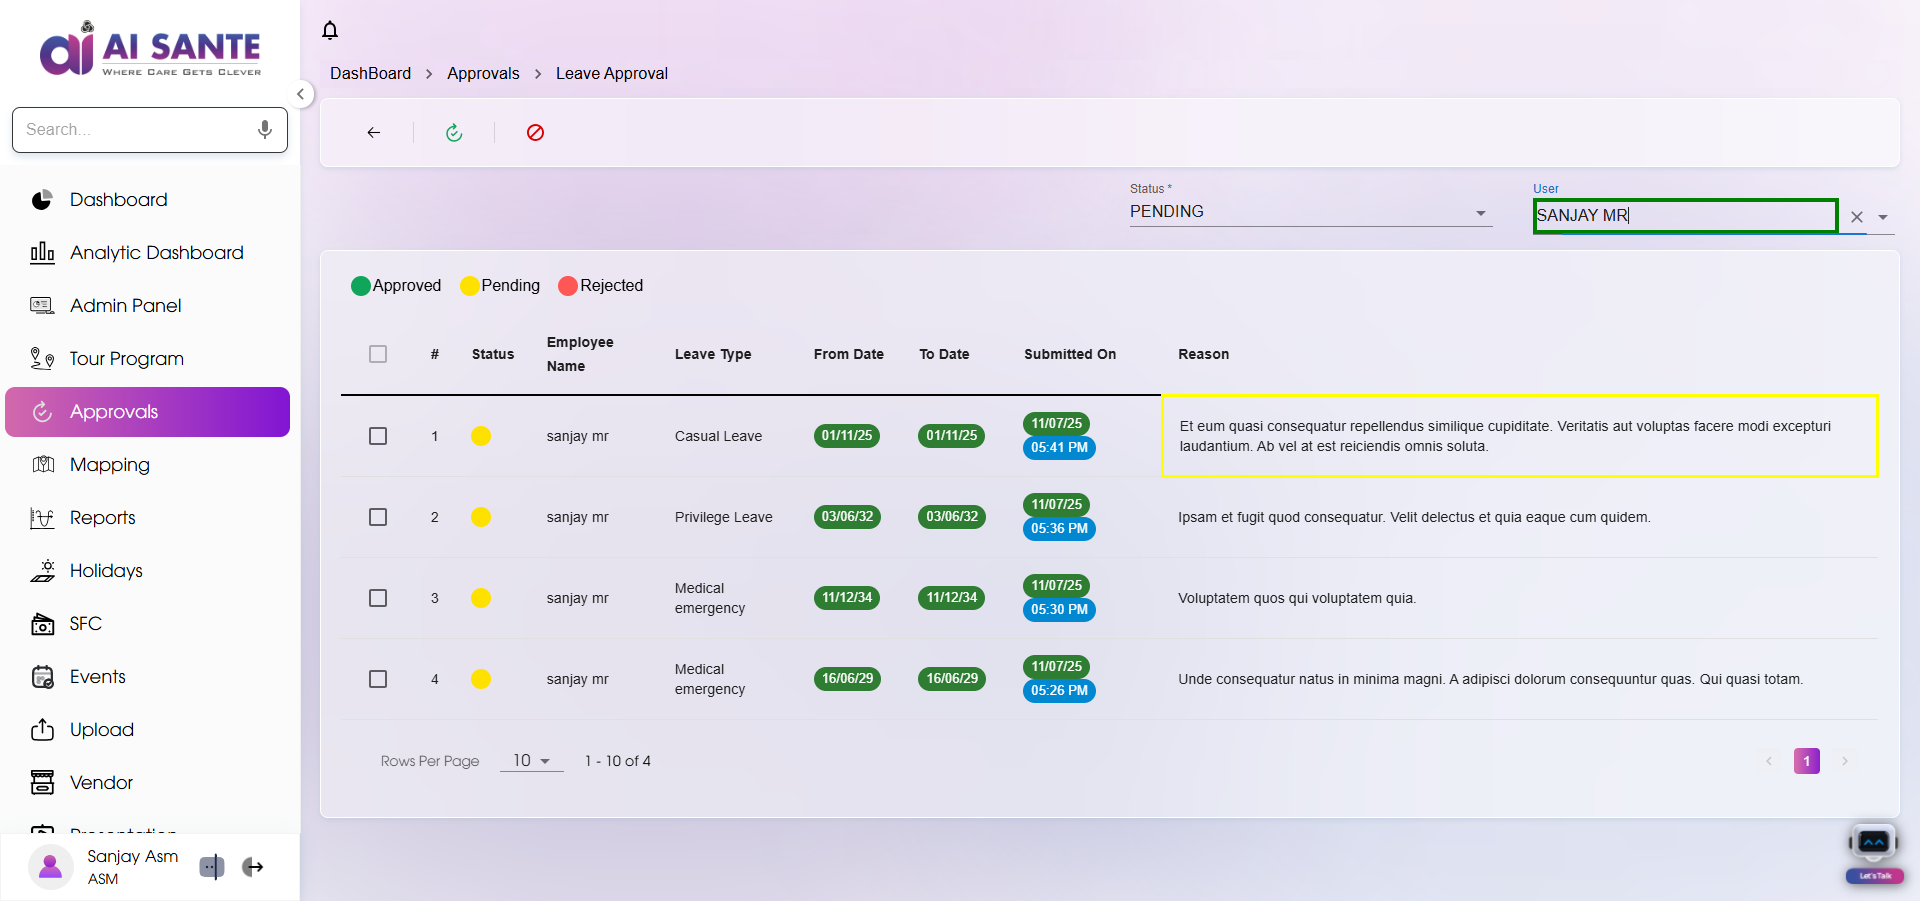 AI SANTE
WHERE CARE GETS CLEVER
Search...
Dashboard
Analytic Dashboard
Admin Panel
Tour Program
Approvals
Mapping
Reports
Holidays
SFC
Events
Upload
Vendor
Presentation
Sanjay Asm
ASM
DashBoard > Approvals > Leave Approval
Status *
PENDING
User
SANJAY MR
Approved Pending Rejected
# Status Employee Name Leave Type From Date To Date Submitted On Reason
1 sanjay mr Casual Leave 01/11/25 01/11/25 11/07/25 05:41 PM Et eum quasi consequatur repellendus similique cupiditate. Veritatis aut voluptas facere modi excepturi
laudantium. Ab vel at est reiciendis omnis soluta.
2 sanjay mr Privilege Leave 03/06/32 03/06/32 11/07/25 05:36 PM Ipsam et fugit quod consequatur. Velit delectus et quia eaque cum quidem.
3 sanjay mr Medical emergency 11/12/34 11/12/34 11/07/25 05:30 PM Voluptatem quos qui voluptatem quia.
4 sanjay mr Medical emergency 16/06/29 16/06/29 11/07/25 05:26 PM Unde consequatur natus in minima magni. A adipisci dolorum consequuntur quas. Qui quasi totam.
Rows Per Page 10 1 - 10 of 4
1
Let's Talk